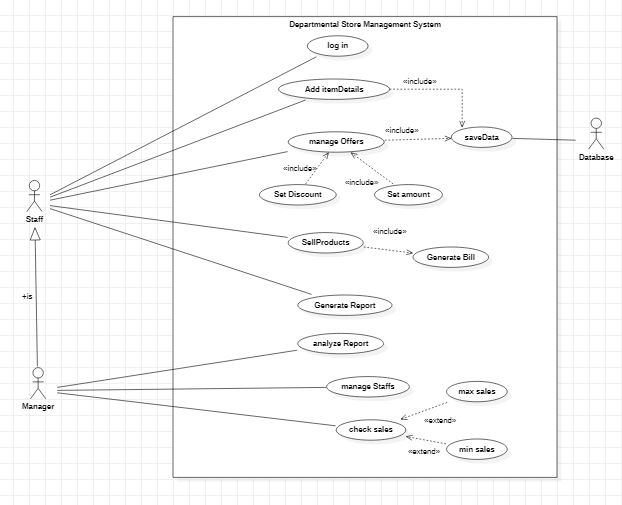 Departmental Store Management System
log in
Add itemDetails
«include»
manage Offers
«include»
saveData
Database
«include»
«include»
Set Discount
Set amount
Staff
SellProducts
«include»
Generate Bill
+is
Generate Report
analyze Report
manage Staffs
max sales
Manager
check sales
«extend»
«extend»
min sales